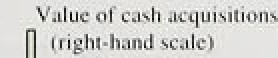 Value of cash acquisitions
(right-hand scale)